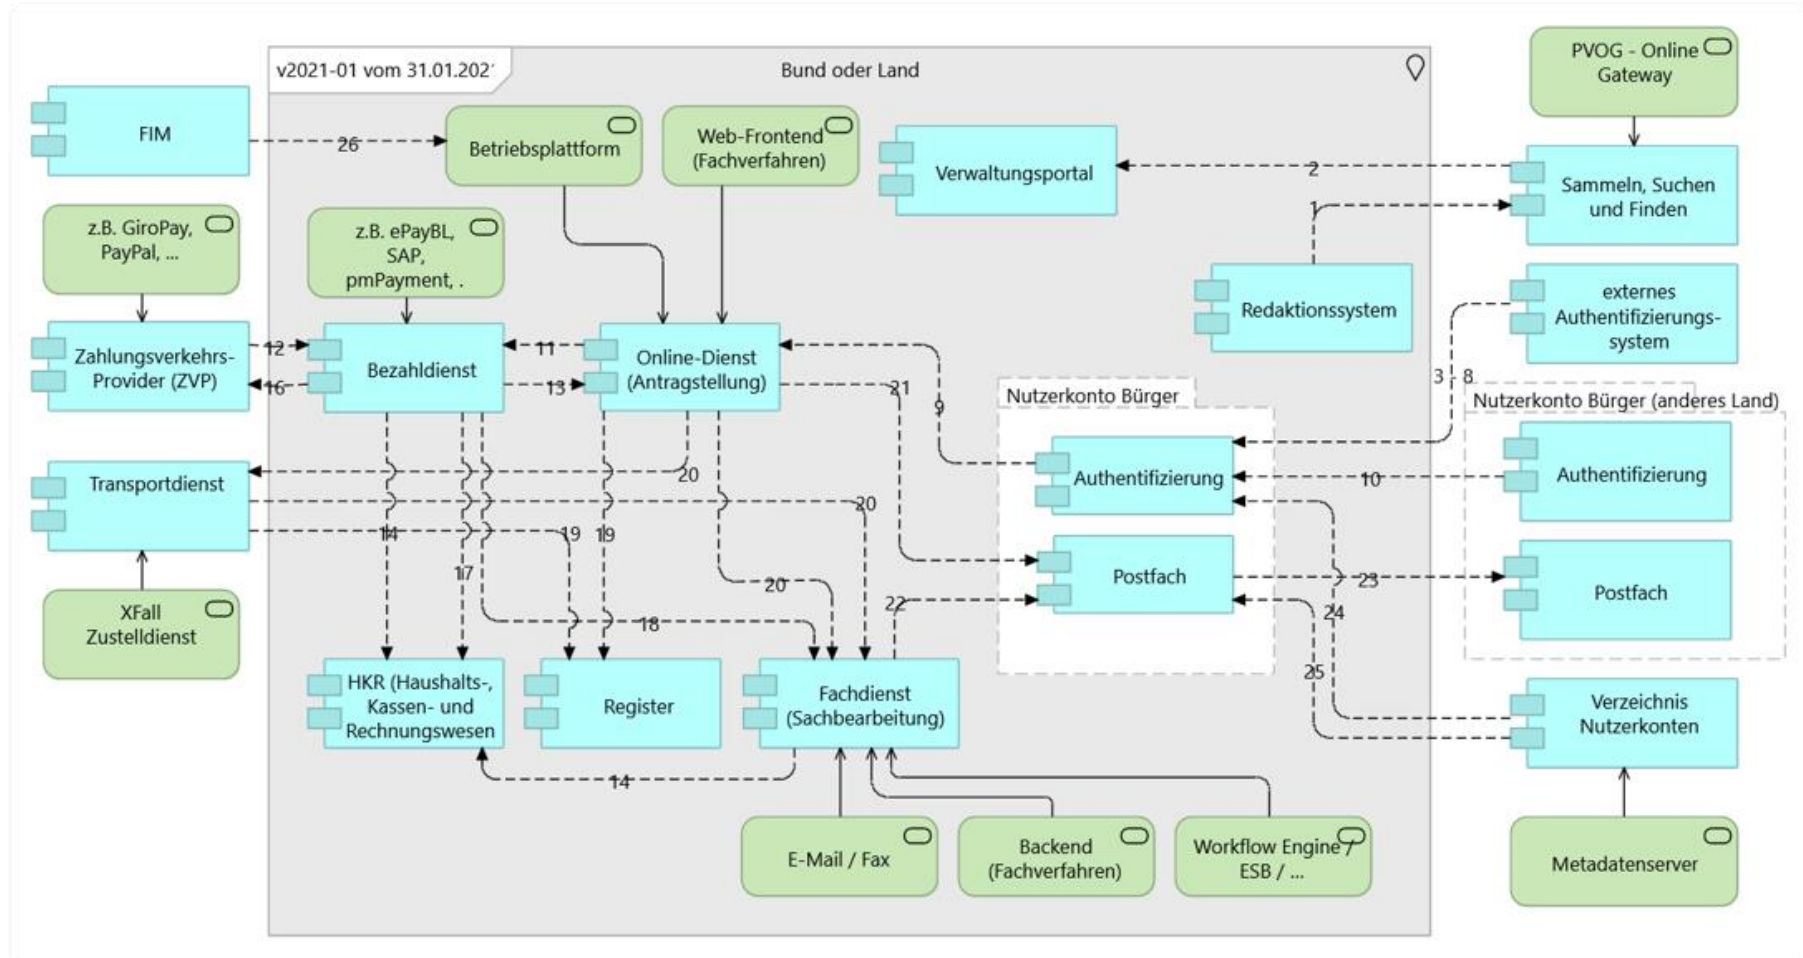 v2021-01 vom 31.01.202
Bund oder Land
PVOG - Online
Gateway
FIM
26
Betriebsplattform
Web-Frontend
(Fachverfahren)
Verwaltungsportal
2
Sammeln, Suchen
und Finden
1
z.B. GiroPay,
PayPal, ...
z.B. ePayBL,
SAP,
pmPayment, .
Redaktionssystem
externes
Authentifizierungs-
system
Zahlungsverkehrs-
Provider (ZVP)
12
16
Bezahldienst
11
13
Online-Dienst
(Antragstellung)
21
9
3 - 8
Nutzerkonto Bürger
Nutzerkonto Bürger (anderes Land)
Authentifizierung
10
Authentifizierung
Transportdienst
20
20
14
19
19
17
20
18
22
Postfach
23
Postfach
24
25
XFall
Zustelldienst
HKR (Haushalts-,
Kassen- und
Rechnungswesen
Register
Fachdienst
(Sachbearbeitung)
14
Verzeichnis
Nutzerkonten
E-Mail / Fax
Backend
(Fachverfahren)
Workflow Engine /
ESB / ...
Metadatenserver